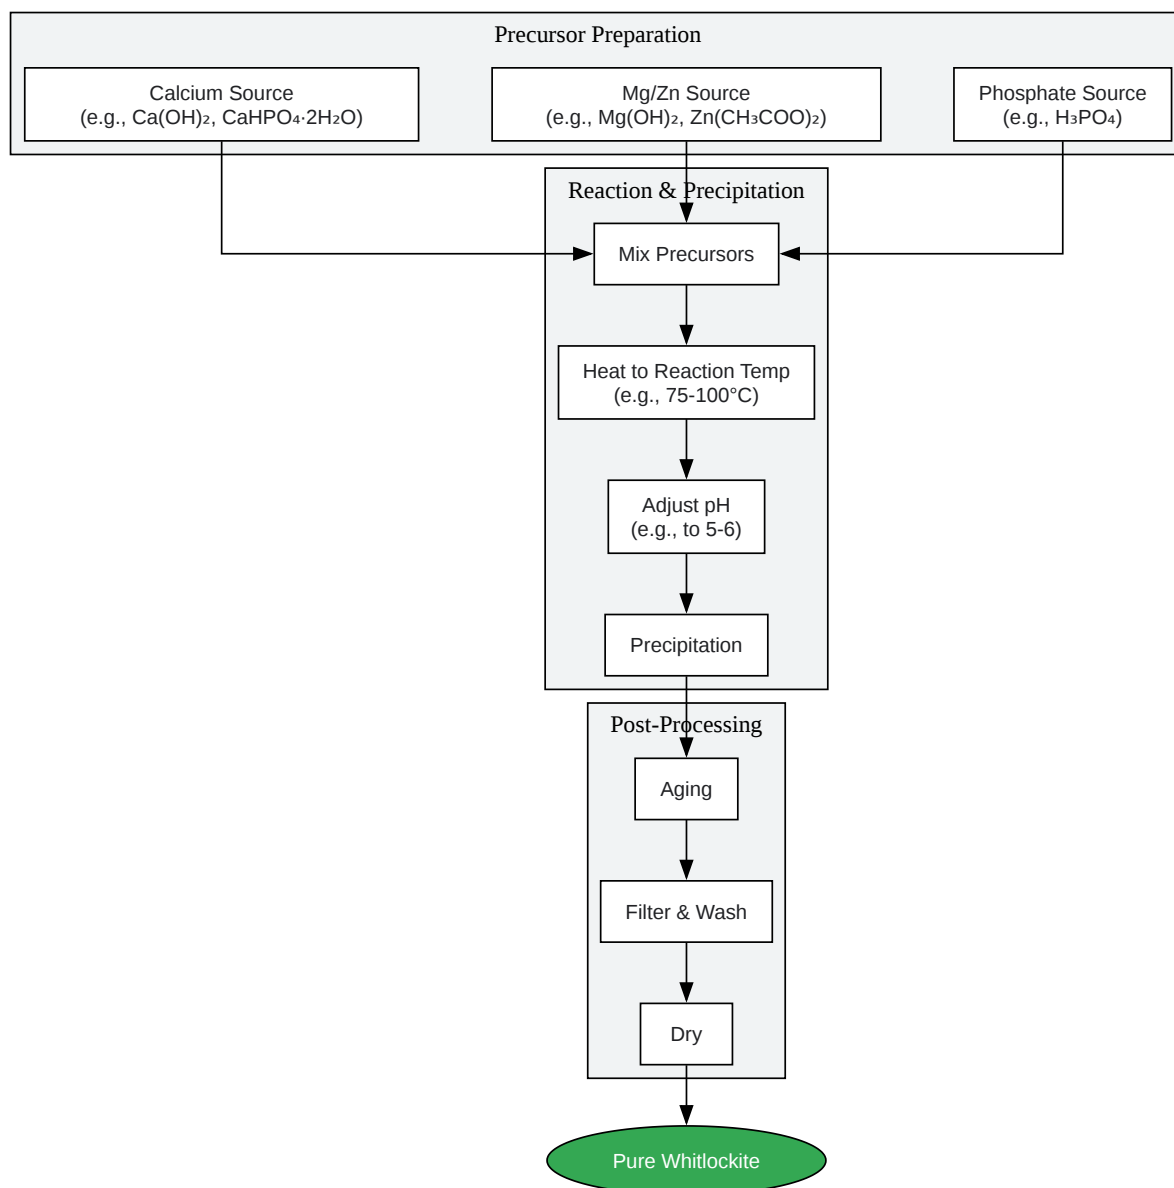 Precursor Preparation
Calcium Source
(e.g., Ca(OH)₂, CaHPO₄·2H₂O)
Mg/Zn Source
(e.g., Mg(OH)₂, Zn(CH₃COO)₂)
Phosphate Source
(e.g., H₃PO₄)
Reaction & Precipitation
Mix Precursors
Heat to Reaction Temp
(e.g., 75-100°C)
Adjust pH
(e.g., to 5-6)
Precipitation
Post-Processing
Aging
Filter & Wash
Dry
Pure Whitlockite